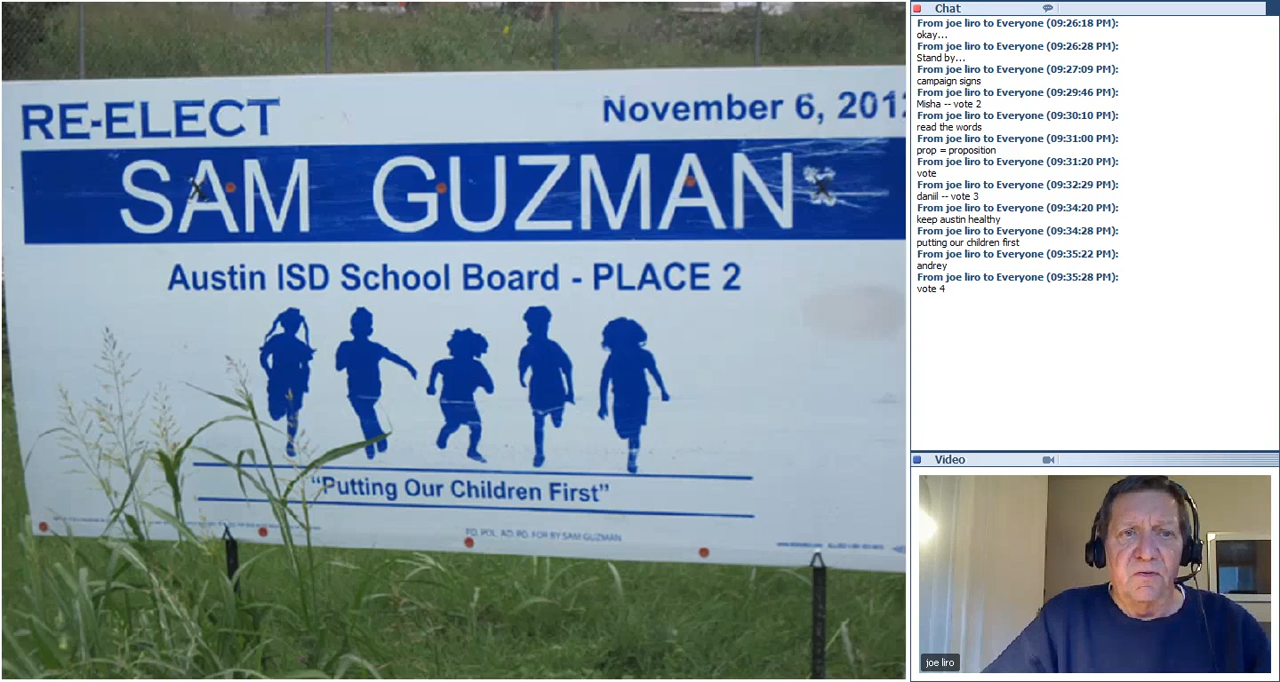 RE-ELECT
November 6, 201
SAM GUZMAN
Austin ISD School Board - PLACE 2
“Putting Our Children First”
PD. POL. AD. PD. FOR BY SAM GUZMAN
Chat
From joe liro to Everyone (09:26:18 PM):
okay...
From joe liro to Everyone (09:26:28 PM):
Stand by...
From joe liro to Everyone (09:27:09 PM):
campaign signs
From joe liro to Everyone (09:29:46 PM):
Misha -- vote 2
From joe liro to Everyone (09:30:10 PM):
read the words
From joe liro to Everyone (09:31:00 PM):
prop = proposition
From joe liro to Everyone (09:31:20 PM):
vote
From joe liro to Everyone (09:32:29 PM):
daniil -- vote 3
From joe liro to Everyone (09:34:20 PM):
keep austin healthy
From joe liro to Everyone (09:34:28 PM):
putting our children first
From joe liro to Everyone (09:35:22 PM):
andrey
From joe liro to Everyone (09:35:28 PM):
vote 4
Video
joe liro